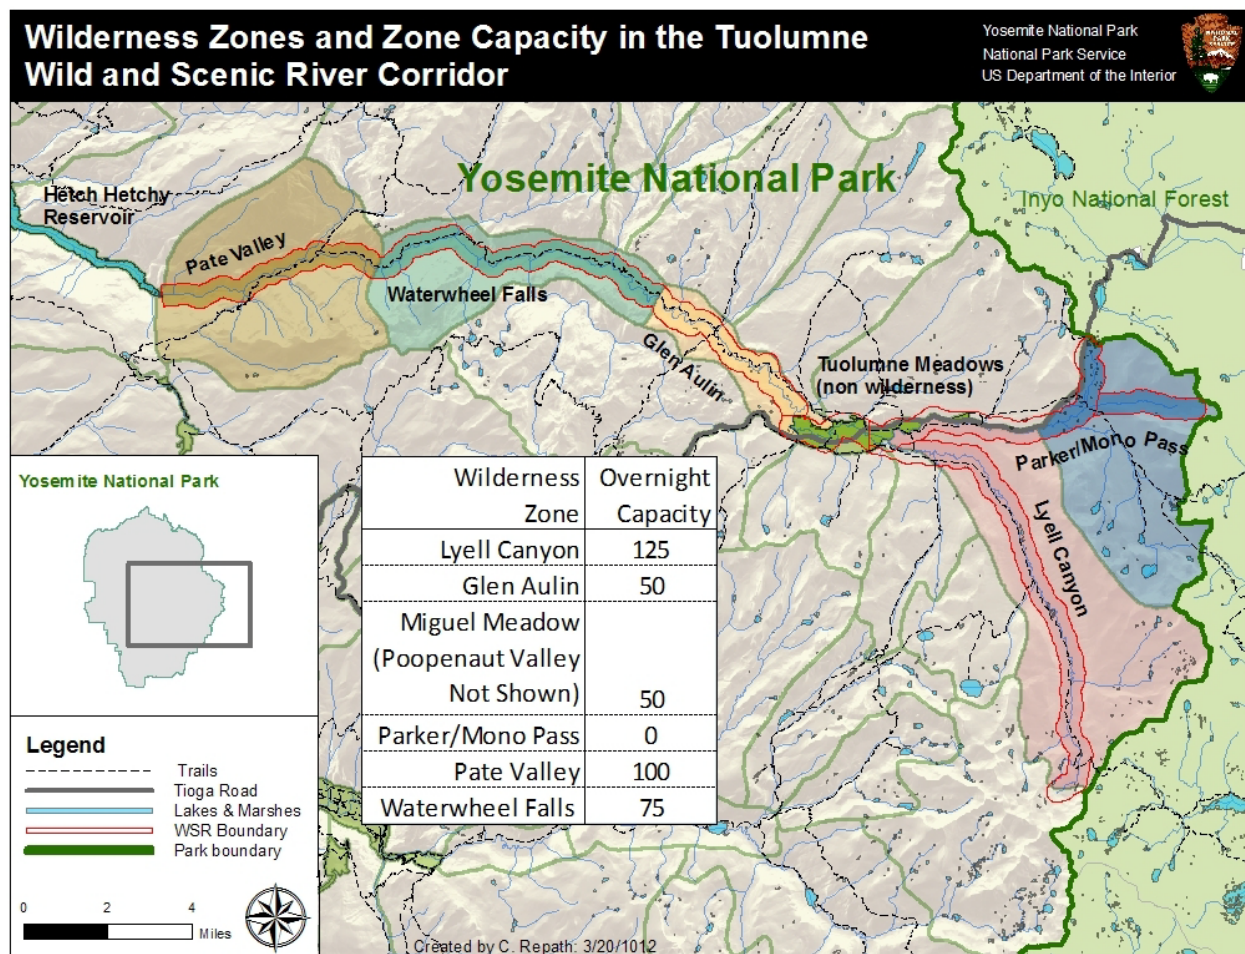 Wilderness Zones and Zone Capacity in the Tuolumne
Wild and Scenic River Corridor
Yosemite National Park
National Park Service
US Department of the Interior
NATIONAL
PARK
SERVICE
Yosemite National Park
Inyo National Forest
Hetch Hetchy
Reservoir
Pate Valley
Waterwheel Falls
Glen Aulin
Tuolumne Meadows
(non wilderness)
Parker/Mono Pass
Lyell Canyon
Yosemite National Park
Wilderness Zone Overnight Capacity
Lyell Canyon 125
Glen Aulin 50
Miguel Meadow
(Poopenaut Valley
Not Shown) 50
Parker/Mono Pass 0
Pate Valley 100
Waterwheel Falls 75
Legend
Trails
Tioga Road
Lakes & Marshes
WSR Boundary
Park boundary
0 2 4
Miles
Created by C. Repath: 3/20/1012